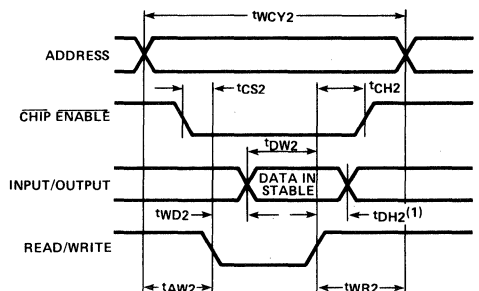 tWCY2
ADDRESS
tCS2
tCH2
CHIP ENABLE
tDW2
INPUT/OUTPUT
DATA IN
STABLE
tWD2
tDH2(1)
READ/WRITE
tAW2
tWR2